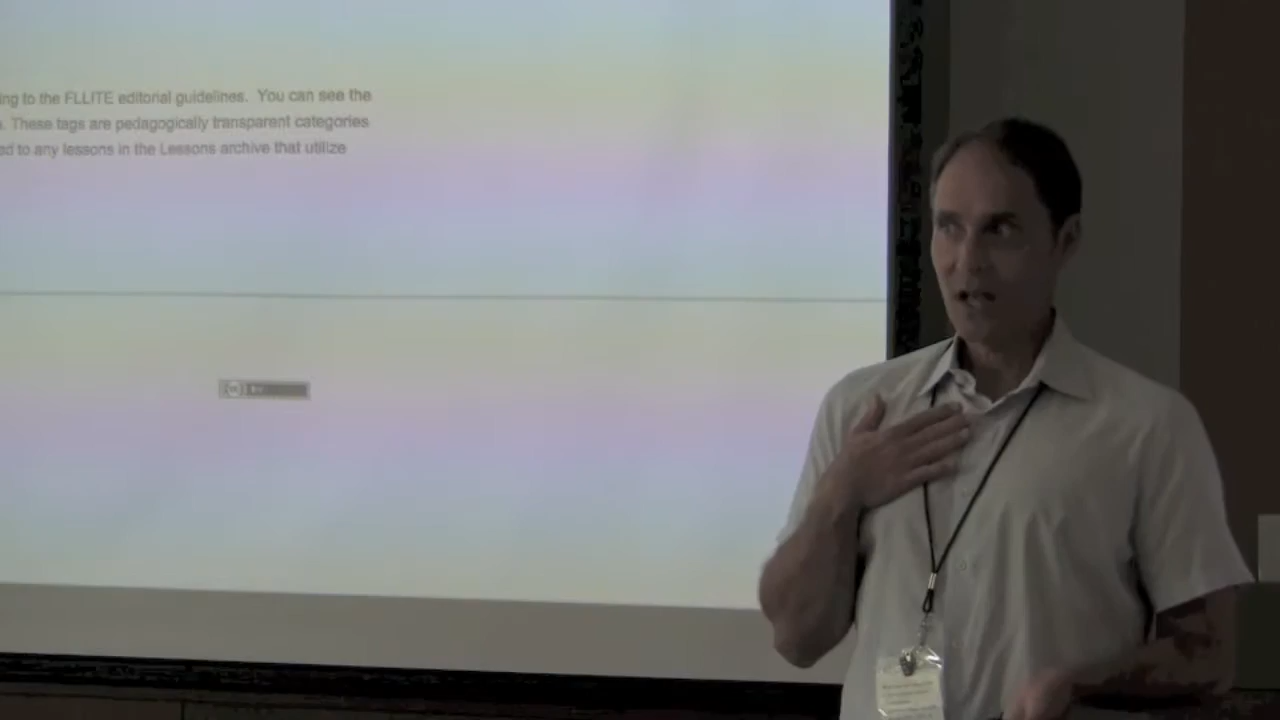 ing to the FLLITE editorial guidelines. You can see the
. These tags are pedagogically transparent categories
ed to any lessons in the Lessons archive that utilize